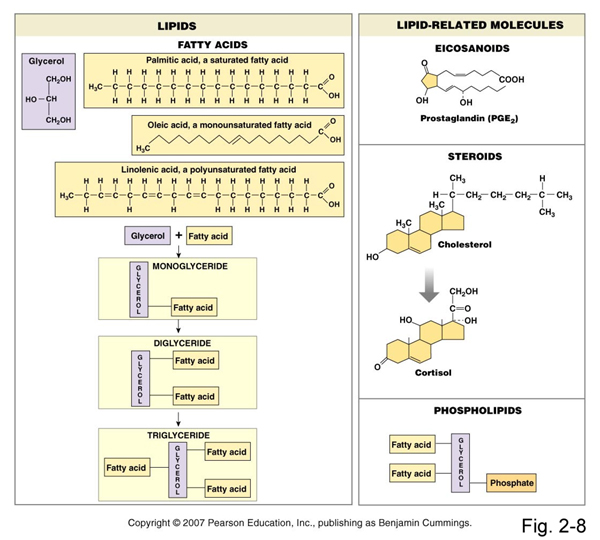 LIPIDS
FATTY ACIDS
Glycerol
CH₂OH
HO C H
CH₂OH
Palmitic acid, a saturated fatty acid
H H H H H H H H H H H H H H H
H₃C C C C C C C C C C C C C C C O
OH
H H H H H H H H H H H H H H
Oleic acid, a monounsaturated fatty acid
H₃C
C O
OH
Linolenic acid, a polyunsaturated fatty acid
H₃C
C O
OH
Glycerol + Fatty acid
MONOGLYCERIDE
GLYCEROL
Fatty acid
DIGLYCERIDE
GLYCEROL
Fatty acid
Fatty acid
TRIGLYCERIDE
GLYCEROL
Fatty acid
Fatty acid
Fatty acid
LIPID-RELATED MOLECULES
EICOSANOIDS
O
COOH
OH
OH
Prostaglandin (PGE₂)
STEROIDS
CH₃ H
H C CH₂ CH₂ CH₂ C CH₃
H₃C
CH₃
H₃C
HO
Cholesterol
CH₂OH
C=O
HO
OH
O
Cortisol
PHOSPHOLIPIDS
Fatty acid
Fatty acid
GLYCEROL
Phosphate
Copyright © 2007 Pearson Education, Inc., publishing as Benjamin Cummings.
Fig. 2-8